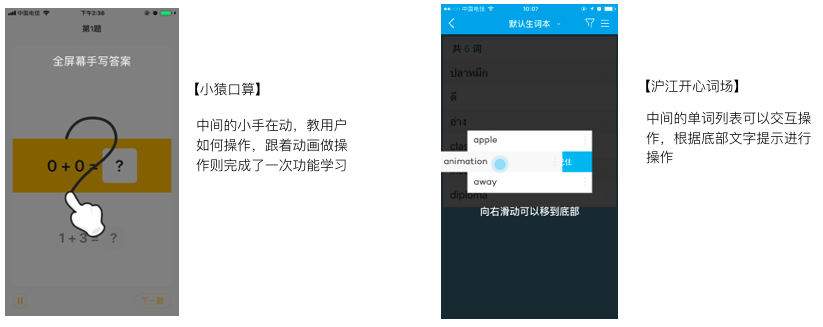 中国电信
下午2:36
第1题
全屏幕手写答案
0+0=
?
1+3=
?
下一题
【小猿口算】
中间的小手在动，教用户
如何操作，跟着动画做操
作则完成了一次功能学习
中国电信
10:07
默认生词本
共 6 词
ปลาหมึก
ดี
อ่าง
apple
animation
away
diploma
向右滑动可以移到底部
【沪江开心词场】
中间的单词列表可以交互操
作，根据底部文字提示进行
操作